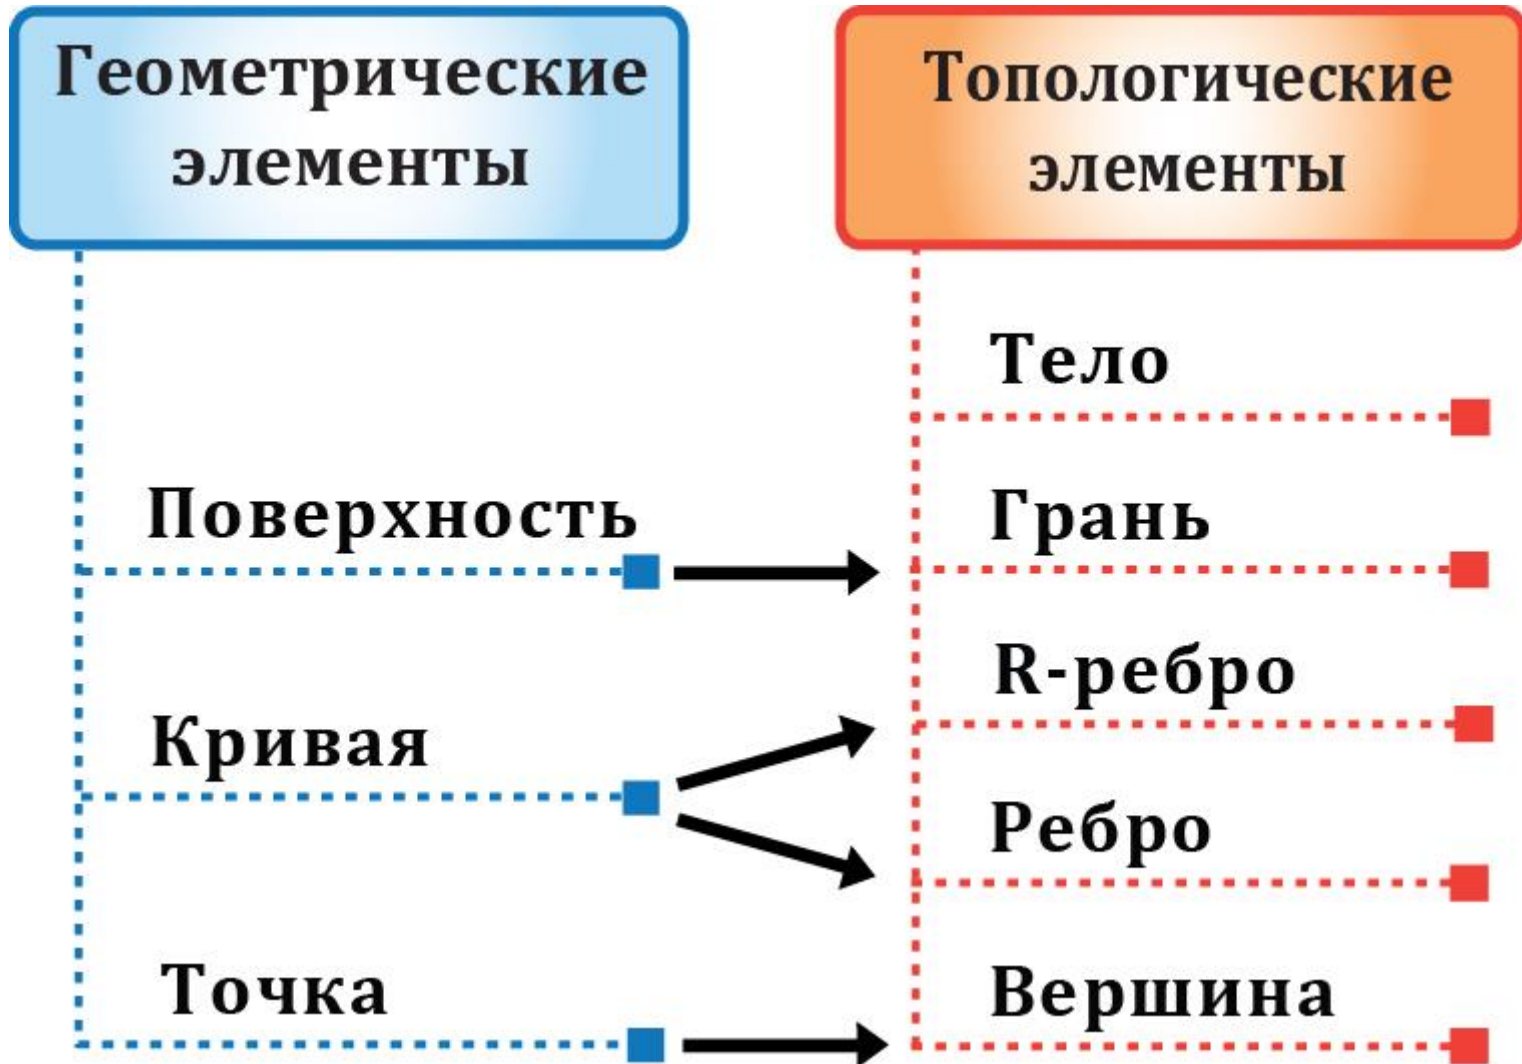 Геометрические
элементы
Топологические
элементы
Тело
Поверхность
Грань
R-ребро
Кривая
Ребро
Точка
Вершина